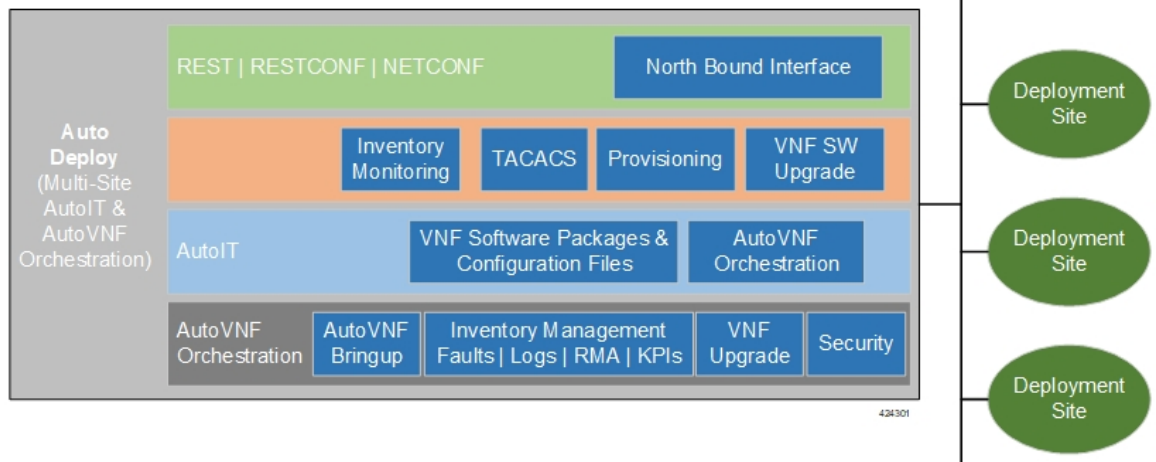 Auto
Deploy
(Multi-Site
AutoIT &
AutoVNF
Orchestration)
REST | RESTCONF | NETCONF
North Bound Interface
Inventory
Monitoring
TACACS
Provisioning
VNF SW
Upgrade
AutoIT
VNF Software Packages &
Configuration Files
AutoVNF
Orchestration
AutoVNF
Orchestration
AutoVNF
Bringup
Inventory Management
Faults | Logs | RMA | KPIs
VNF
Upgrade
Security
424301
Deployment
Site
Deployment
Site
Deployment
Site